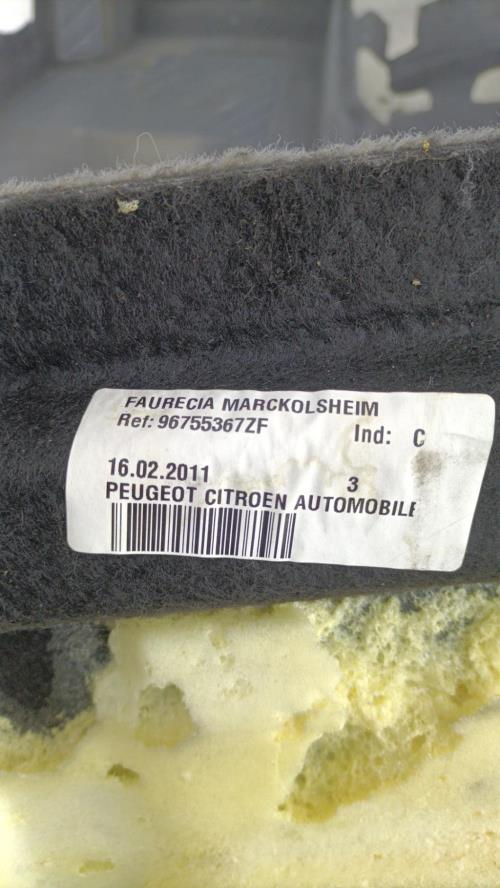 FAURECIA MARCKOLSHEIM
Ref: 96755367ZF Ind: C
16.02.2011 3
PEUGEOT CITROEN AUTOMOBILE